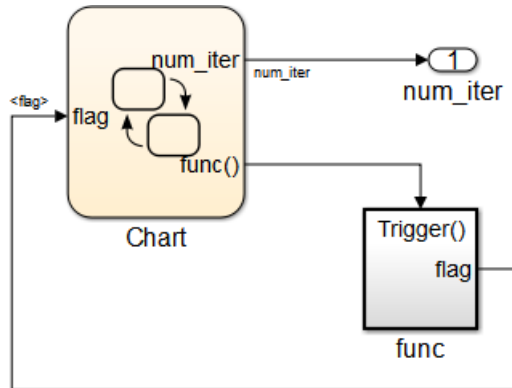 num_iter
num_iter
1
num_iter
<flag>
flag
func()
Chart
Trigger()
flag
func